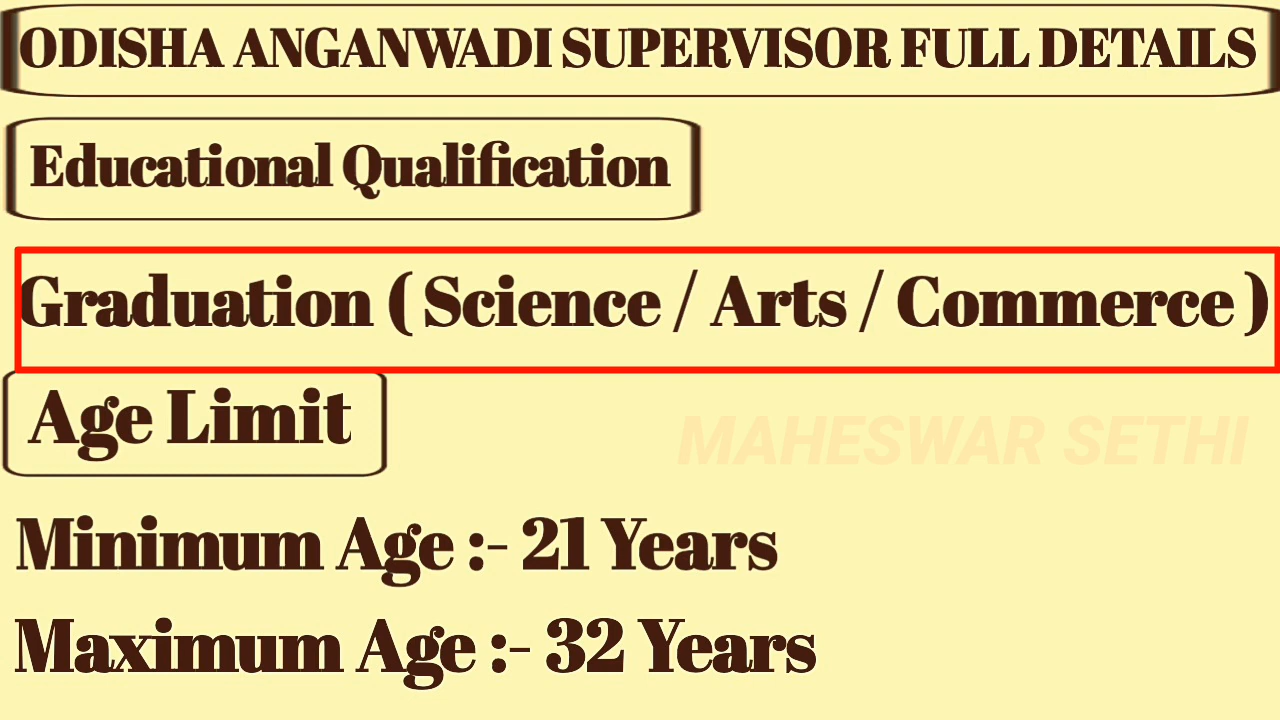 ODISHA ANGANWADI SUPERVISOR FULL DETAILS
Educational Qualification
Graduation ( Science / Arts / Commerce )
Age Limit
MAHESWAR SETHI
Minimum Age :- 21 Years
Maximum Age :- 32 Years